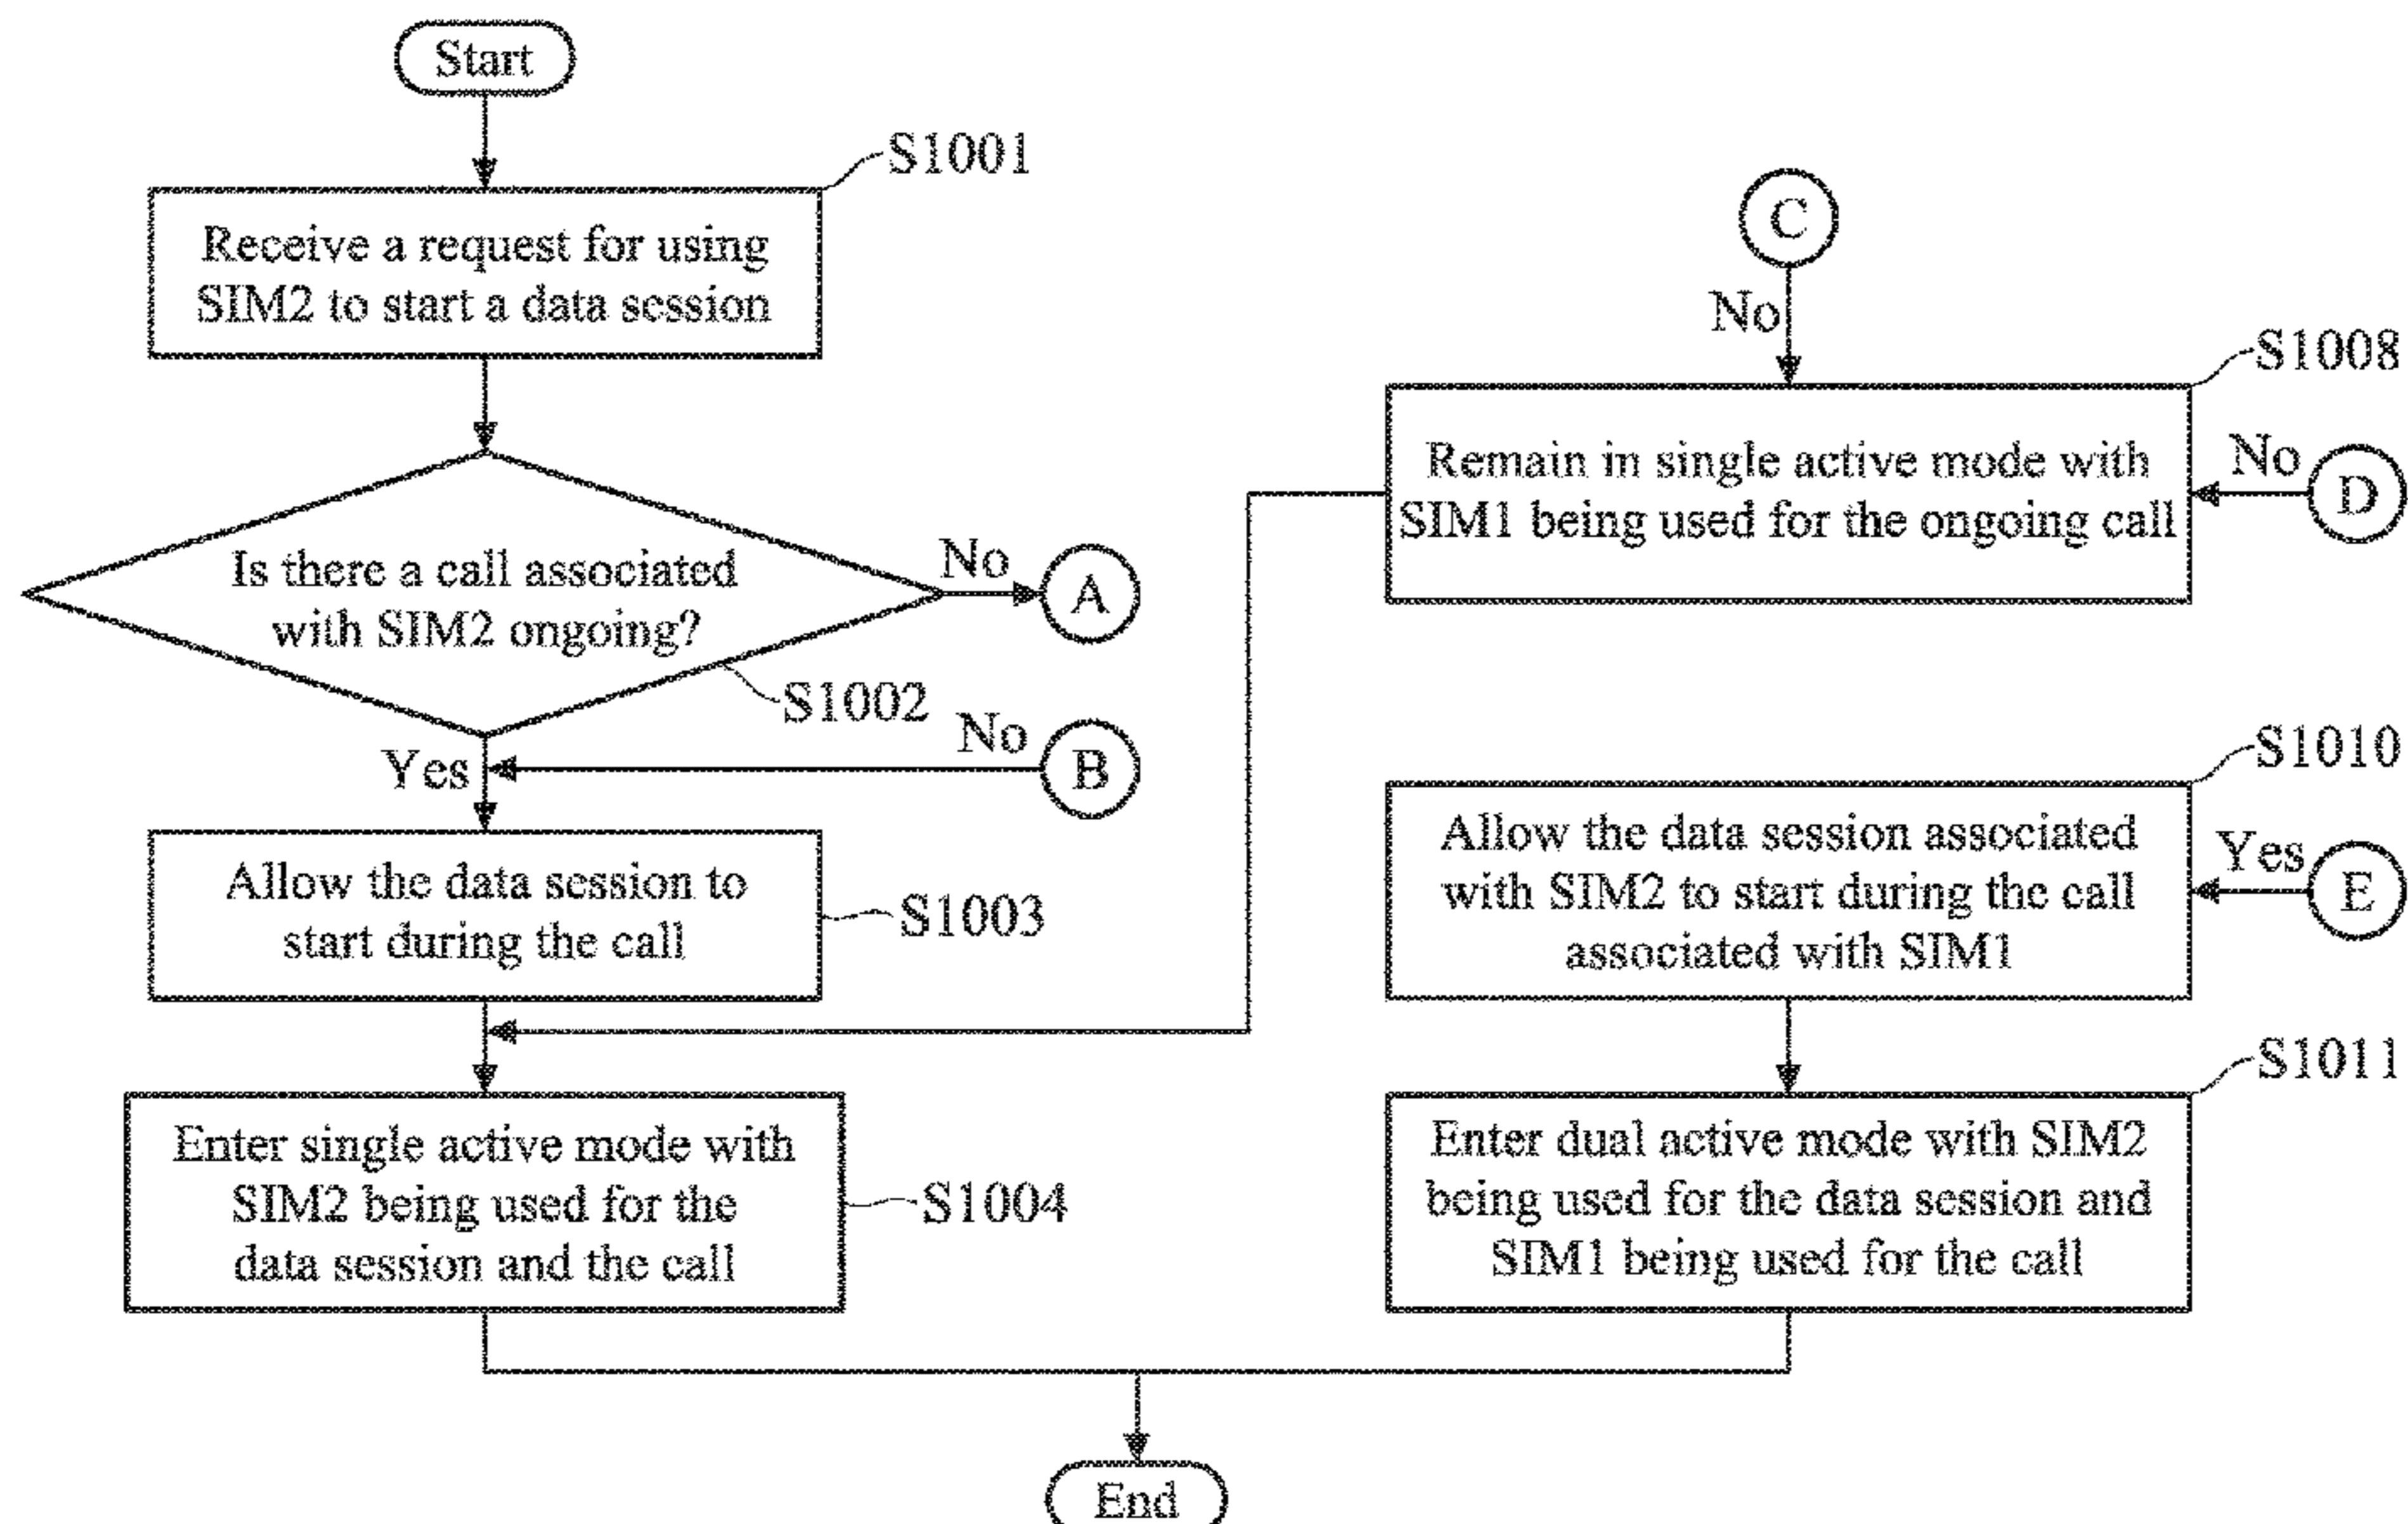 Start
S1001
Receive a request for using
SIM2 to start a data session
Is there a call associated
with SIM2 ongoing?
No
A
S1002
Yes
No
B
Allow the data session to
start during the call
S1003
Enter single active mode with
SIM2 being used for the
data session and the call
S1004
C
No
S1008
Remain in single active mode with
SIM1 being used for the ongoing call
No
D
S1010
Allow the data session associated
with SIM2 to start during the call
associated with SIM1
Yes
E
S1011
Enter dual active mode with SIM2
being used for the data session and
SIM1 being used for the call
End